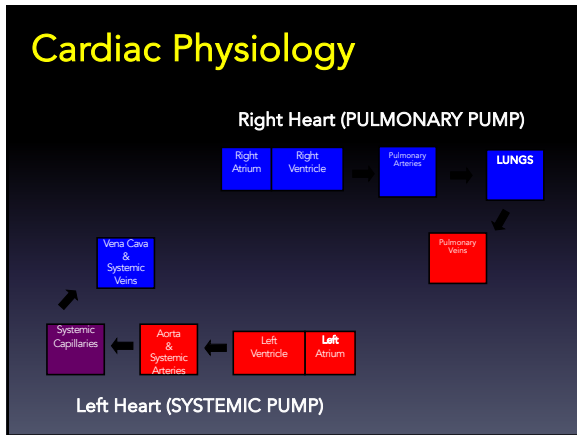 Cardiac Physiology
Right Heart (PULMONARY PUMP)
Right
Atrium
Right
Ventricle
Pulmonary
Arteries
LUNGS
Pulmonary
Veins
Vena Cava
&
Systemic
Veins
Systemic
Capillaries
Aorta
&
Systemic
Arteries
Left
Ventricle
Left
Atrium
Left Heart (SYSTEMIC PUMP)